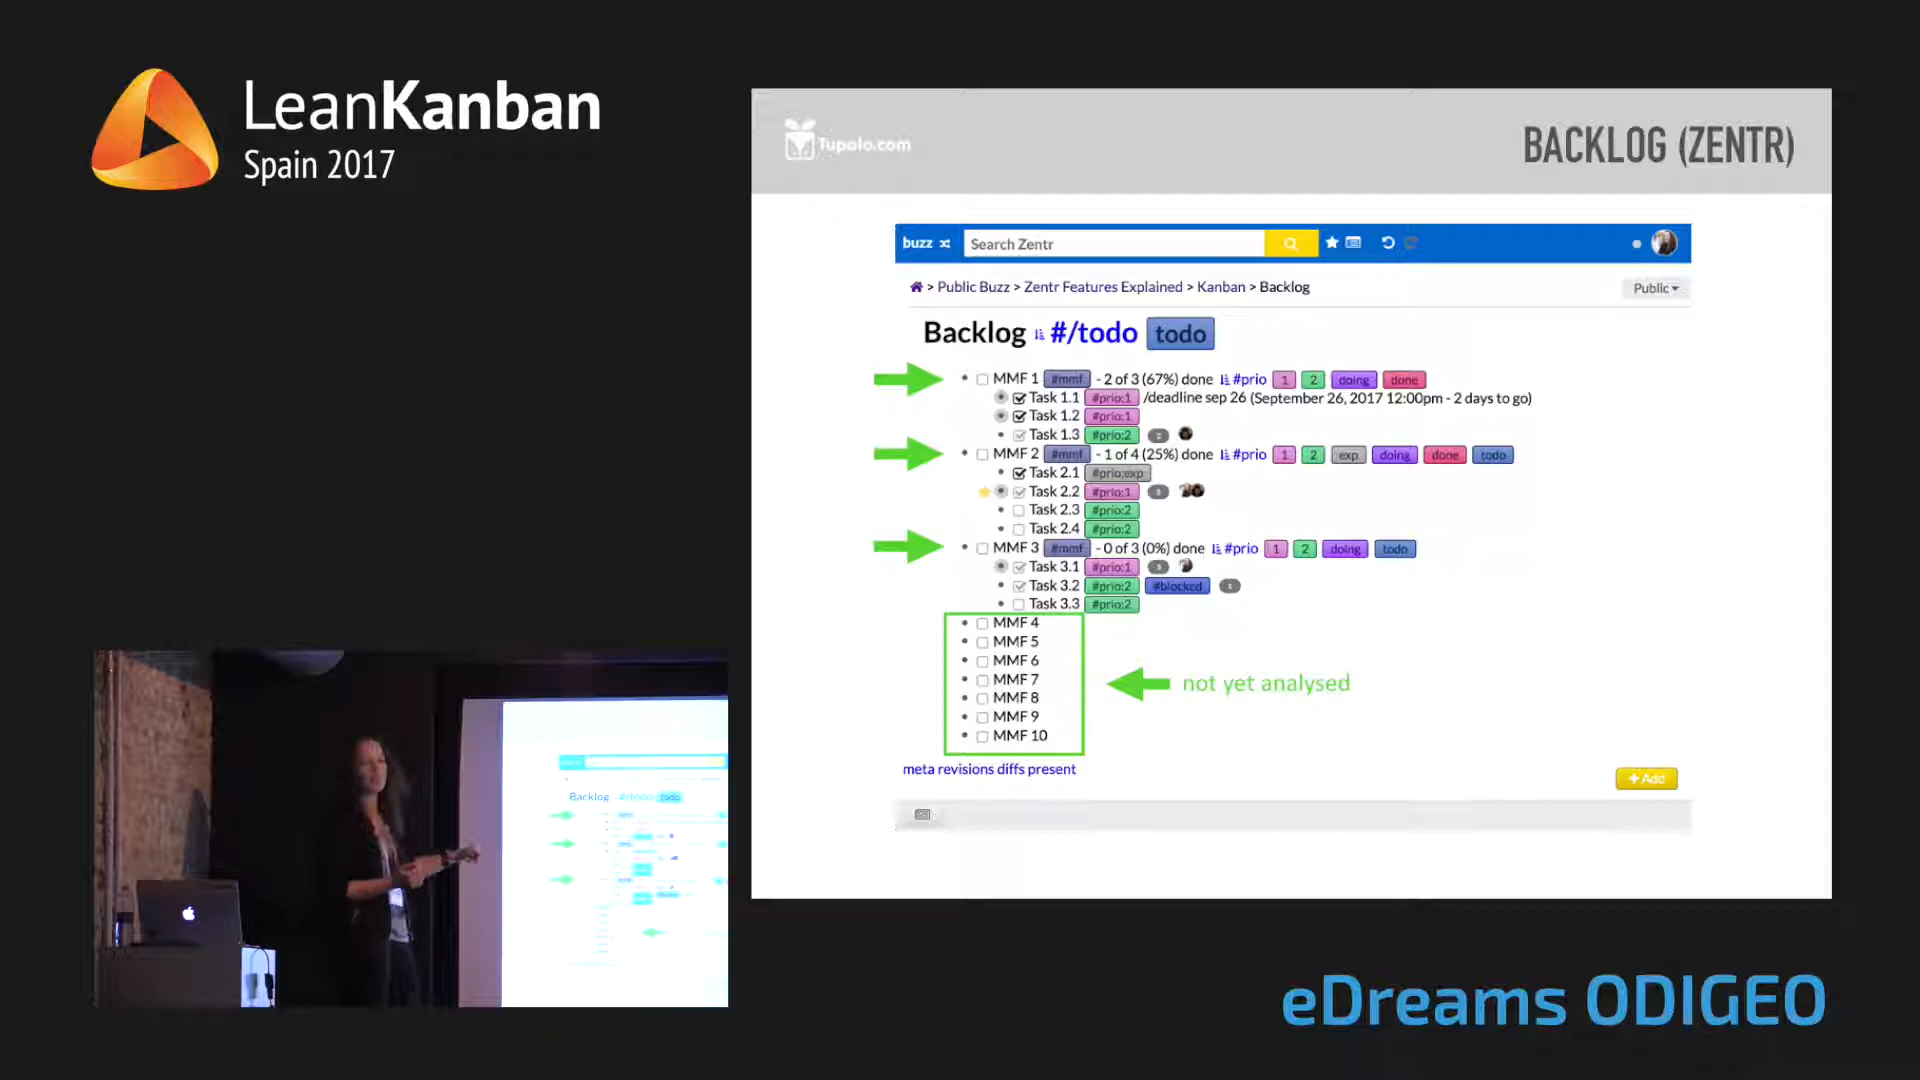 LeanKanban
Spain 2017
Tupalo.com
BACKLOG (ZENTR)
buzz
Search Zentr
> Public Buzz > Zentr Features Explained > Kanban > Backlog
Public
Backlog #/todo todo
MMF 1 #mmf - 2 of 3 (67%) done #prio 1 2 doing done
Task 1.1 #prio:1 /deadline sep 26 (September 26, 2017 12:00pm - 2 days to go)
Task 1.2 #prio:1
Task 1.3 #prio:2
MMF 2 #mmf - 1 of 4 (25%) done #prio 1 2 exp doing done todo
Task 2.1 #prio:exp
Task 2.2 #prio:1
Task 2.3 #prio:2
Task 2.4 #prio:2
MMF 3 #mmf - 0 of 3 (0%) done #prio 1 2 doing todo
Task 3.1 #prio:1
Task 3.2 #prio:2 #blocked
Task 3.3 #prio:2
MMF 4
MMF 5
MMF 6
MMF 7
MMF 8
MMF 9
MMF 10
not yet analysed
meta revisions diffs present
+ Add
Backlog #/todo todo
eDreams ODIGEO